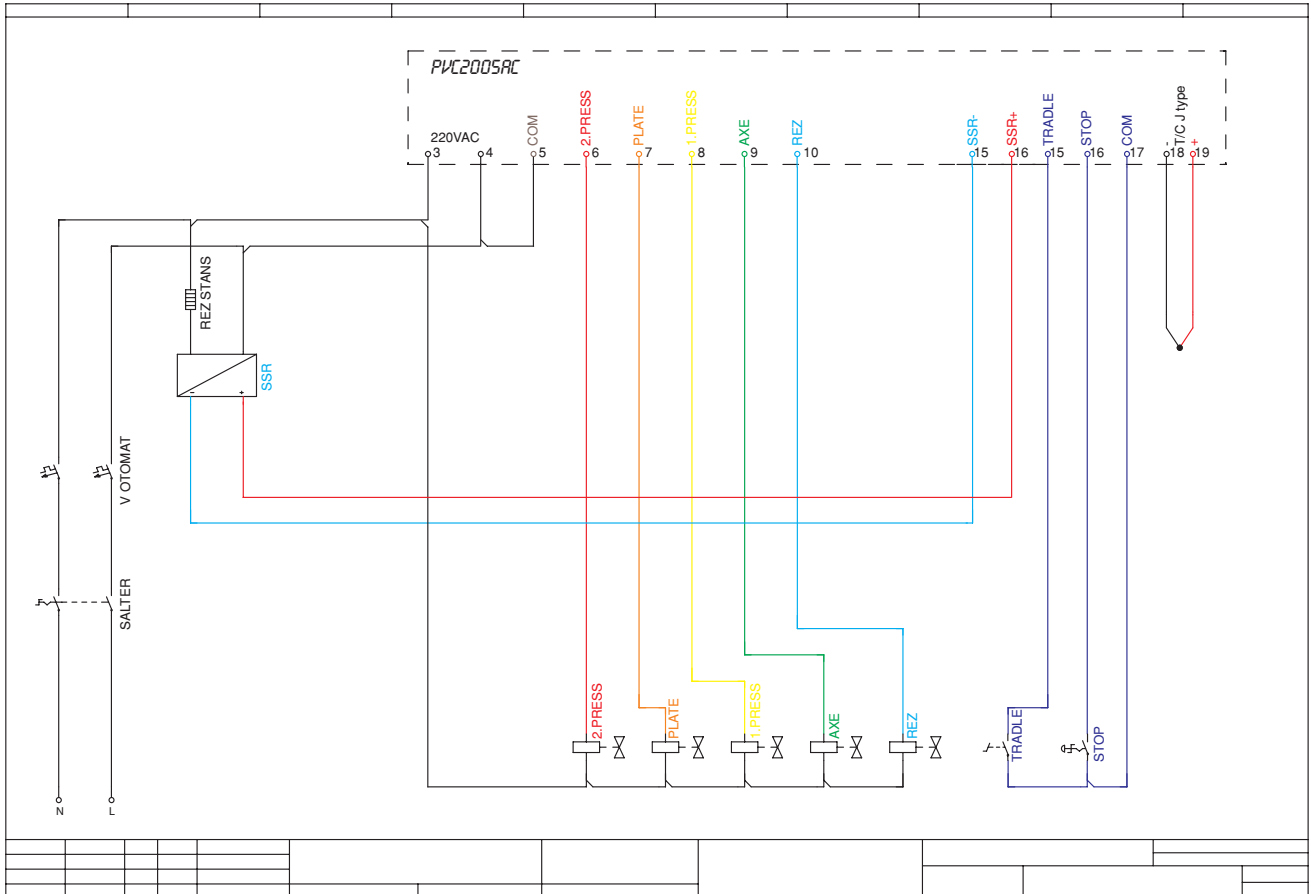 PVC2005AC
220VAC
COM
2.PRESS
PLATE
1.PRESS
AXE
REZ
SSR-
SSR+
TRADLE
STOP
COM
- T/C J type +
3 4 5 6 7 8 9 10 15 16 15 16 17 18 19
REZ STANS
SSR
- +
V OTOMAT
SALTER
2.PRESS
PLATE
1.PRESS
AXE
REZ
TRADLE
STOP
N L